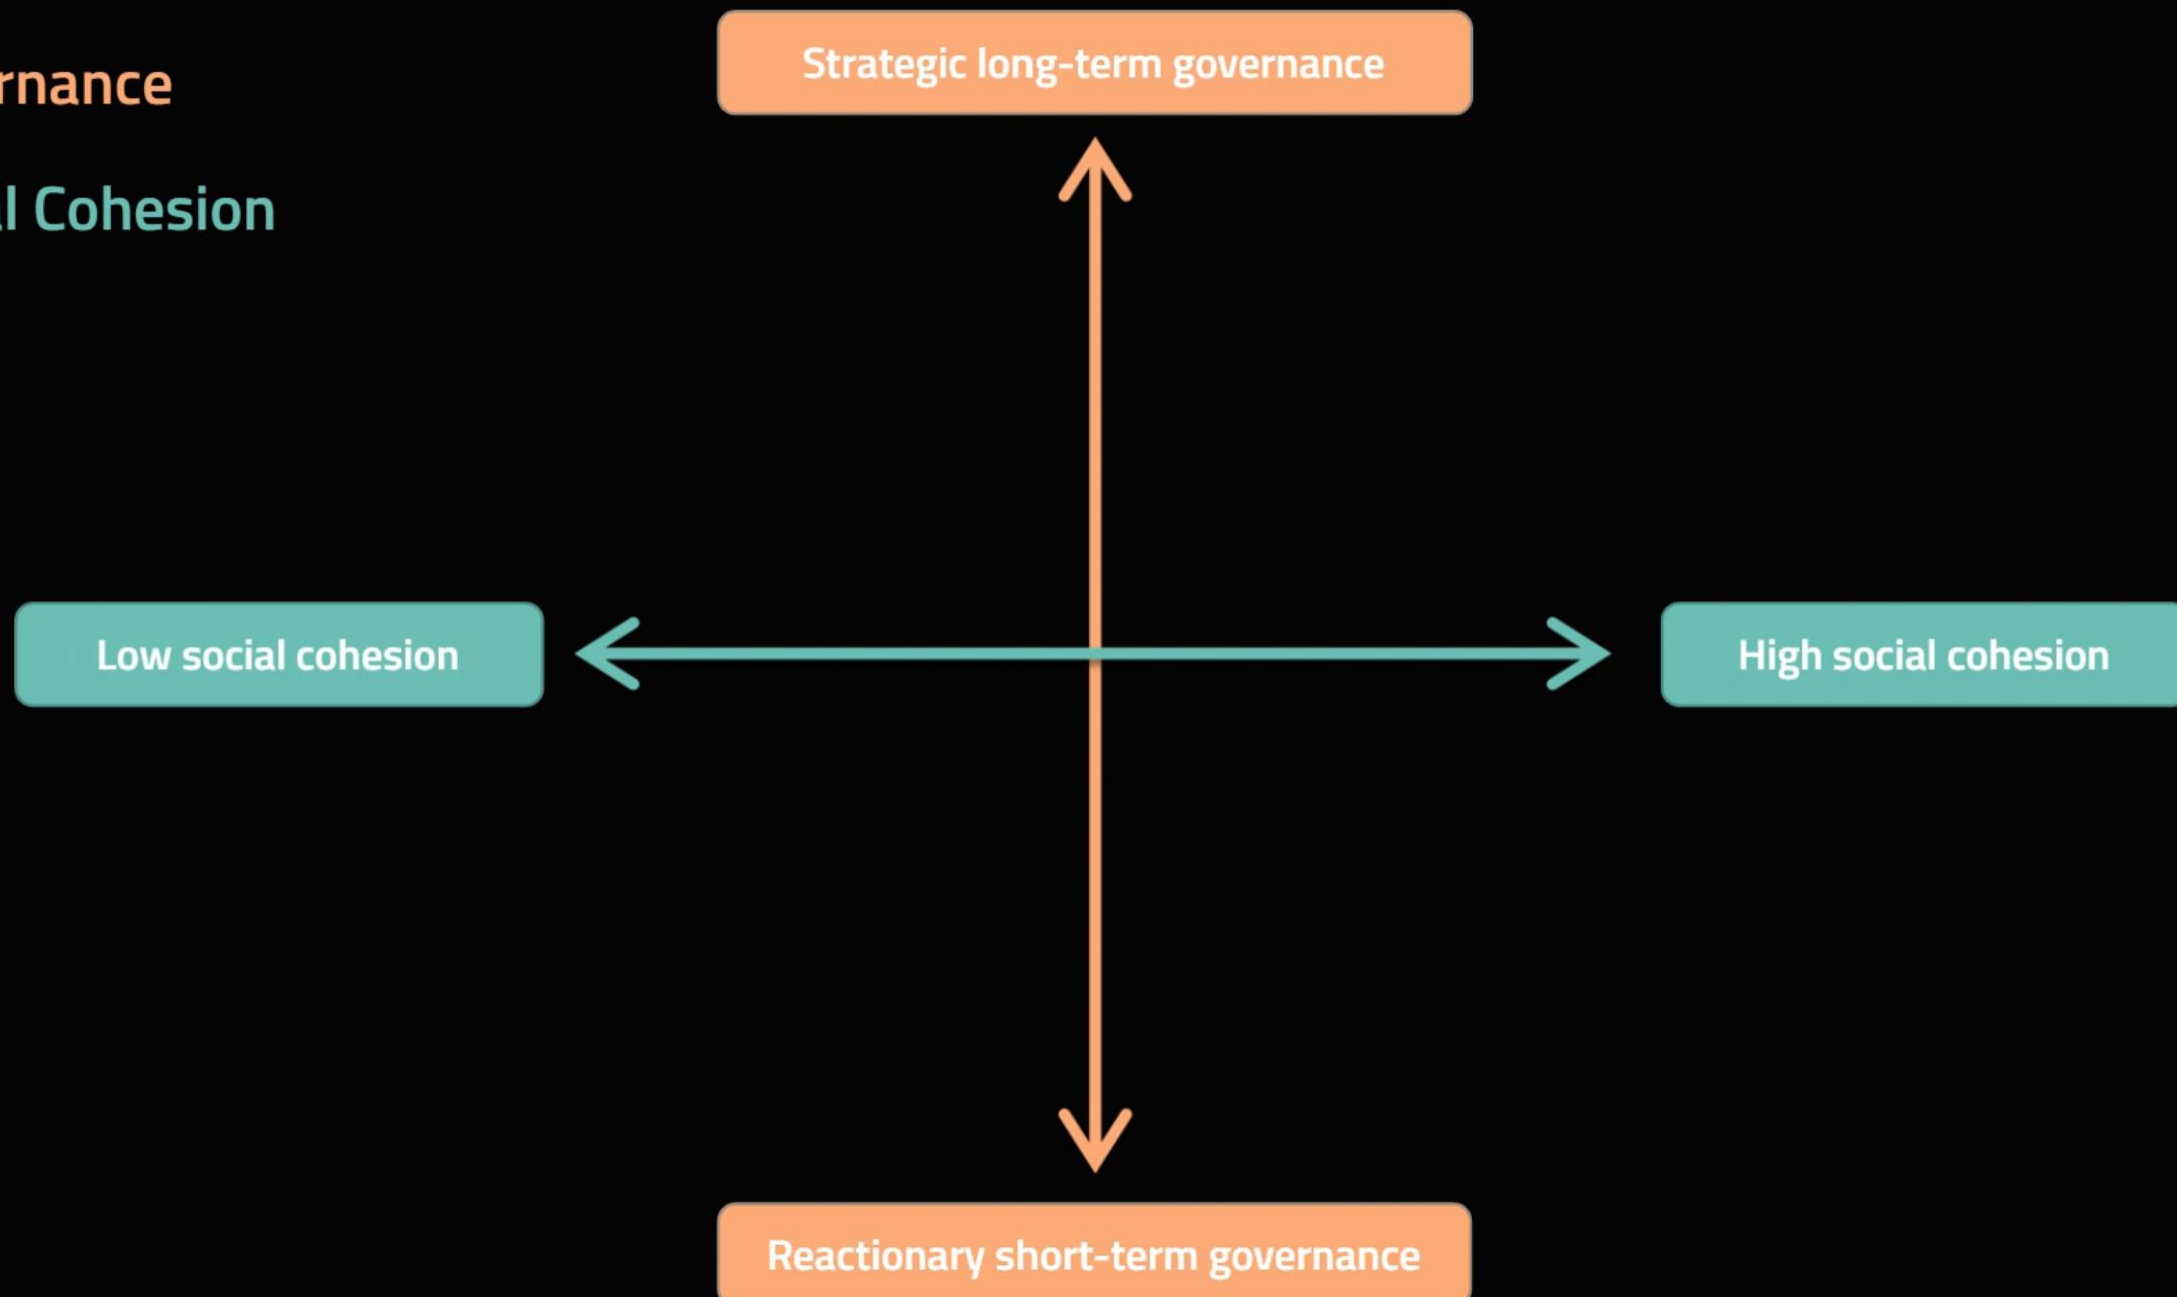 rnance
Strategic long-term governance
l Cohesion
Low social cohesion
High social cohesion
Reactionary short-term governance